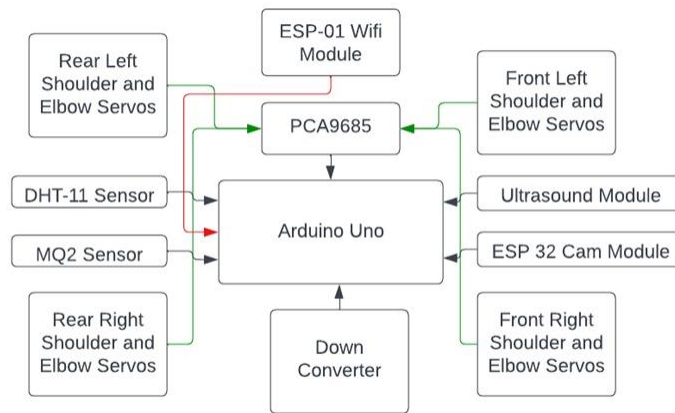 ESP-01 Wifi
Module
Rear Left
Shoulder and
Elbow Servos
Front Left
Shoulder and
Elbow Servos
PCA9685
DHT-11 Sensor
Ultrasound Module
Arduino Uno
MQ2 Sensor
ESP 32 Cam Module
Rear Right
Shoulder and
Elbow Servos
Front Right
Shoulder and
Elbow Servos
Down
Converter